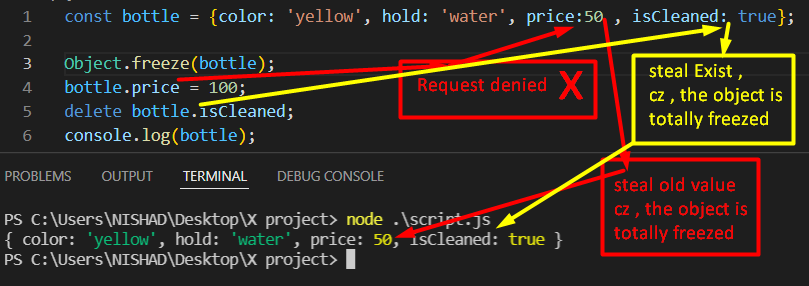 1 const bottle = {color: 'yellow', hold: 'water', price:50 , isCleaned: true};
2
3 Object.freeze(bottle);
4 bottle.price = 100;
5 delete bottle.isCleaned;
6 console.log(bottle);
Request denied X
steal Exist ,
cz , the object is
totally freezed
PROBLEMS OUTPUT TERMINAL DEBUG CONSOLE
steal old value
cz , the object is
totally freezed
PS C:\Users\NISHAD\Desktop\X project> node .\script.js
{ color: 'yellow', hold: 'water', price: 50, isCleaned: true }
PS C:\Users\NISHAD\Desktop\X project>